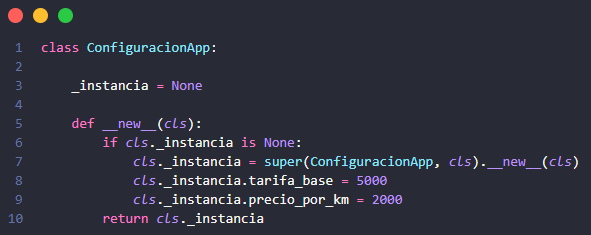 1 class ConfiguracionApp:
2
3     _instancia = None
4
5     def __new__(cls):
6         if cls._instancia is None:
7             cls._instancia = super(ConfiguracionApp, cls).__new__(cls)
8             cls._instancia.tarifa_base = 5000
9             cls._instancia.precio_por_km = 2000
10         return cls._instancia